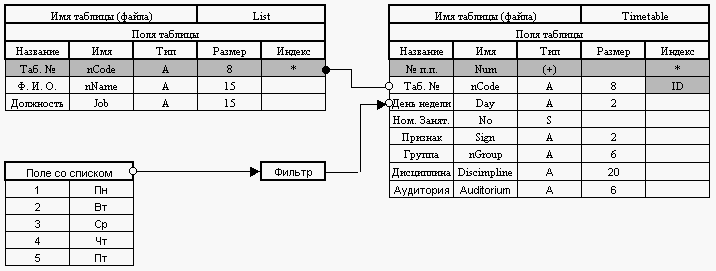 Имя таблицы (файла) List
Поля таблицы
Название Имя Тип Размер Индекс
Таб. № nCode A 8 *
Ф. И. О. nName A 15
Должность Job A 15
Имя таблицы (файла) Timetable
Поля таблицы
Название Имя Тип Размер Индекс
№ п.п. Num (+) *
Таб. № nCode A 8 ID
День недели Day A 2
Ном. Занят. No S
Признак Sign A 2
Группа nGroup A 6
Дисциплина Discimpline A 20
Аудитория Auditorium A 6
Поле со списком
1 Пн
2 Вт
3 Ср
4 Чт
5 Пт
Фильтр